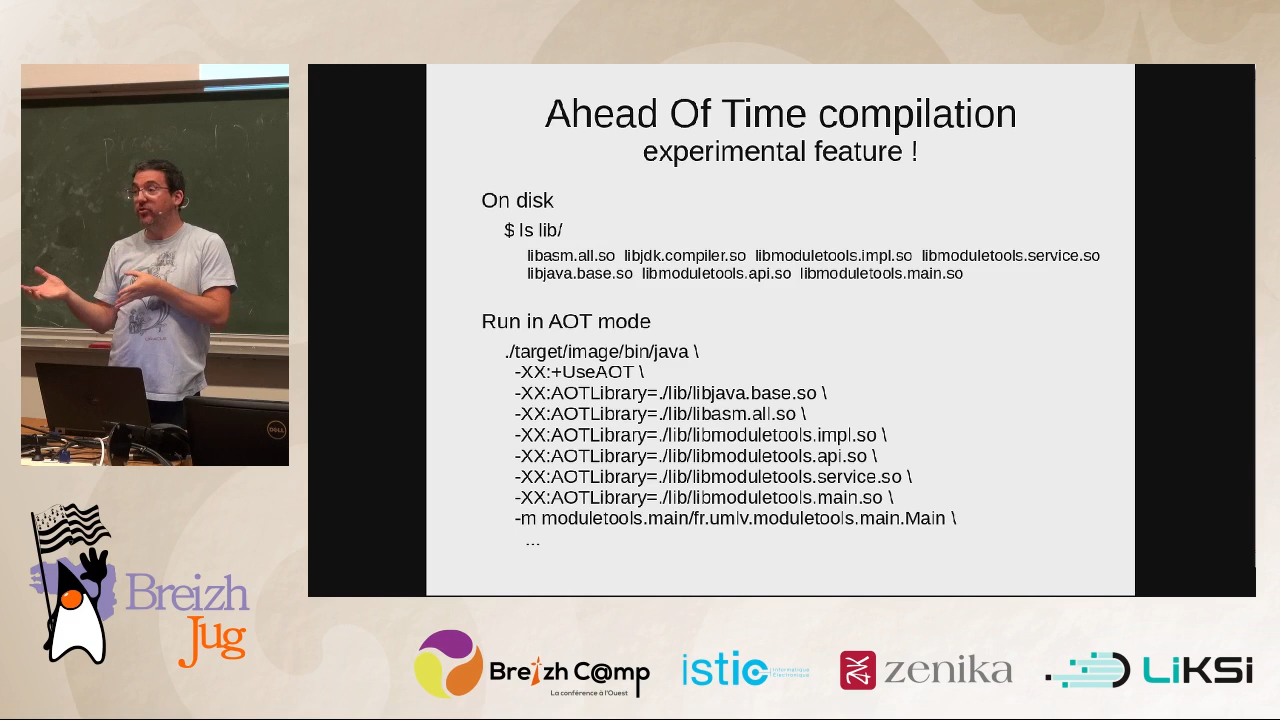 Ahead Of Time compilation
experimental feature !
On disk
$ ls lib/
libasm.all.so libjdk.compiler.so libmoduletools.impl.so libmoduletools.service.so
libjava.base.so libmoduletools.api.so libmoduletools.main.so
Run in AOT mode
./target/image/bin/java \
-XX:+UseAOT \
-XX:AOTLibrary=./lib/libjava.base.so \
-XX:AOTLibrary=./lib/libasm.all.so \
-XX:AOTLibrary=./lib/libmoduletools.impl.so \
-XX:AOTLibrary=./lib/libmoduletools.api.so \
-XX:AOTLibrary=./lib/libmoduletools.service.so \
-XX:AOTLibrary=./lib/libmoduletools.main.so \
-m moduletools.main/fr.umlv.moduletools.main.Main \
...
DELL
Breizh
Jug
Breizh C@mp
La conférence à l'Ouest
istic
Informatique
Électronique
ZK zenika
LiKSi